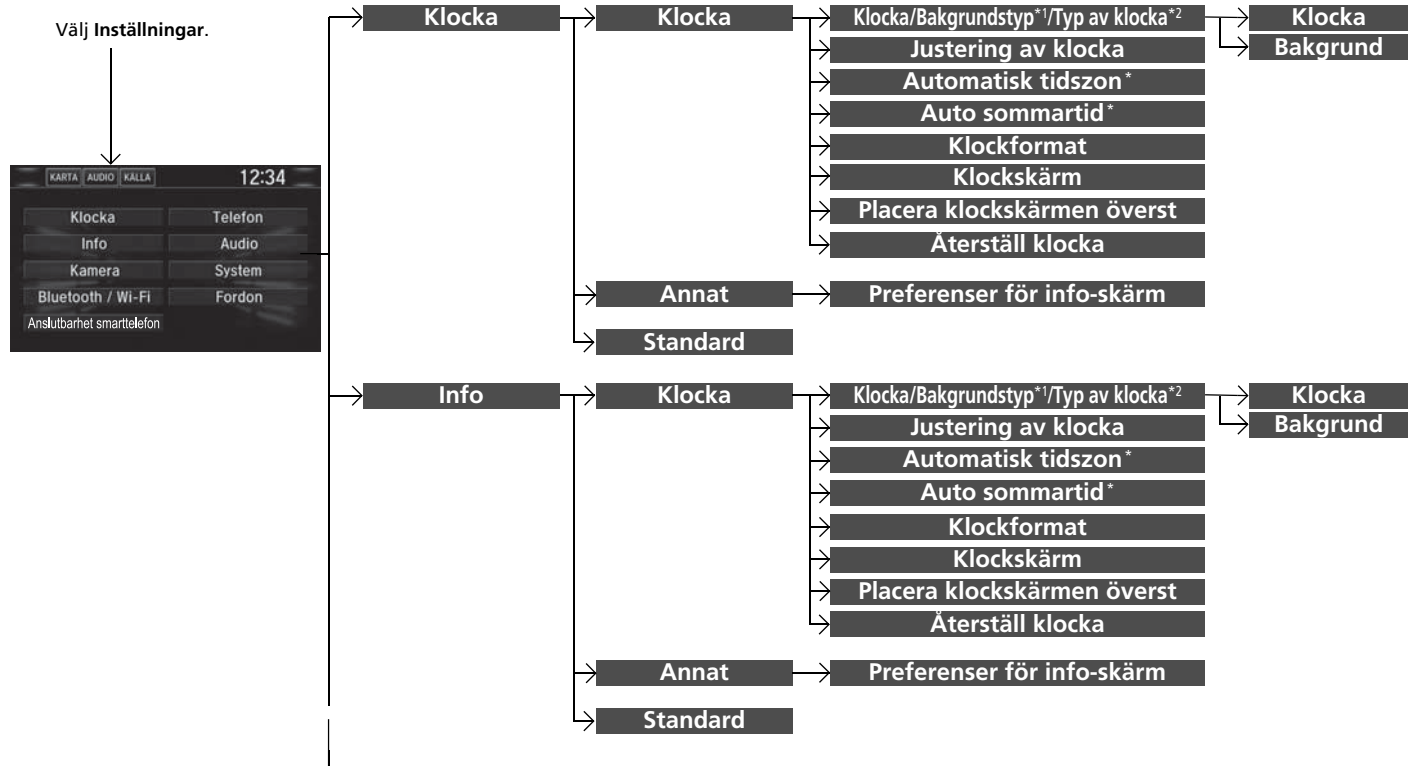 Välj Inställningar.
KARTA AUDIO KÄLLA 12:34
Klocka Telefon
Info Audio
Kamera System
Bluetooth / Wi-Fi Fordon
Anslutbarhet smarttelefon
Klocka
Klocka
Klocka/Bakgrundstyp*1/Typ av klocka*2
Klocka
Bakgrund
Justering av klocka
Automatisk tidszon*
Auto sommartid*
Klockformat
Klockskärm
Placera klockskärmen överst
Återställ klocka
Annat
Preferenser för info-skärm
Standard
Info
Klocka
Klocka/Bakgrundstyp*1/Typ av klocka*2
Klocka
Bakgrund
Justering av klocka
Automatisk tidszon*
Auto sommartid*
Klockformat
Klockskärm
Placera klockskärmen överst
Återställ klocka
Annat
Preferenser för info-skärm
Standard